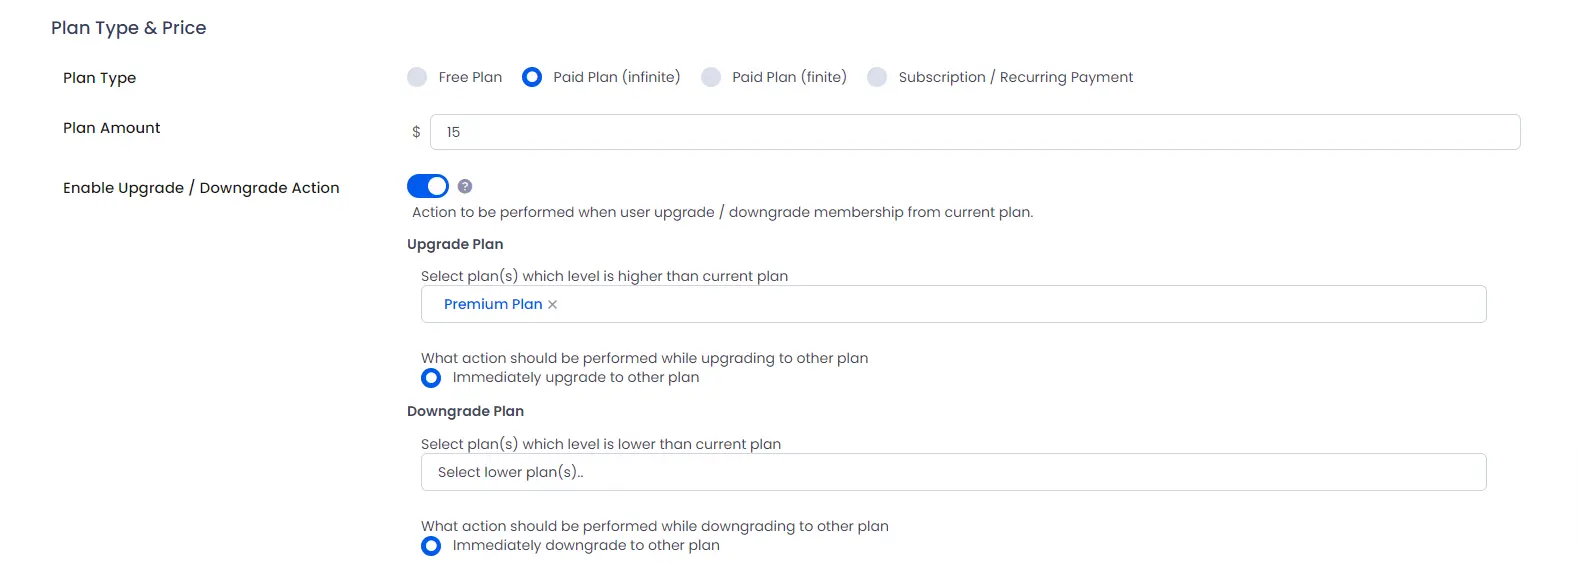 Plan Type & Price
Plan Type Free Plan Paid Plan (infinite) Paid Plan (finite) Subscription / Recurring Payment
Plan Amount $ 15
Enable Upgrade / Downgrade Action ?
Action to be performed when user upgrade / downgrade membership from current plan.
Upgrade Plan
Select plan(s) which level is higher than current plan
Premium Plan ×
What action should be performed while upgrading to other plan
Immediately upgrade to other plan
Downgrade Plan
Select plan(s) which level is lower than current plan
Select lower plan(s)..
What action should be performed while downgrading to other plan
Immediately downgrade to other plan